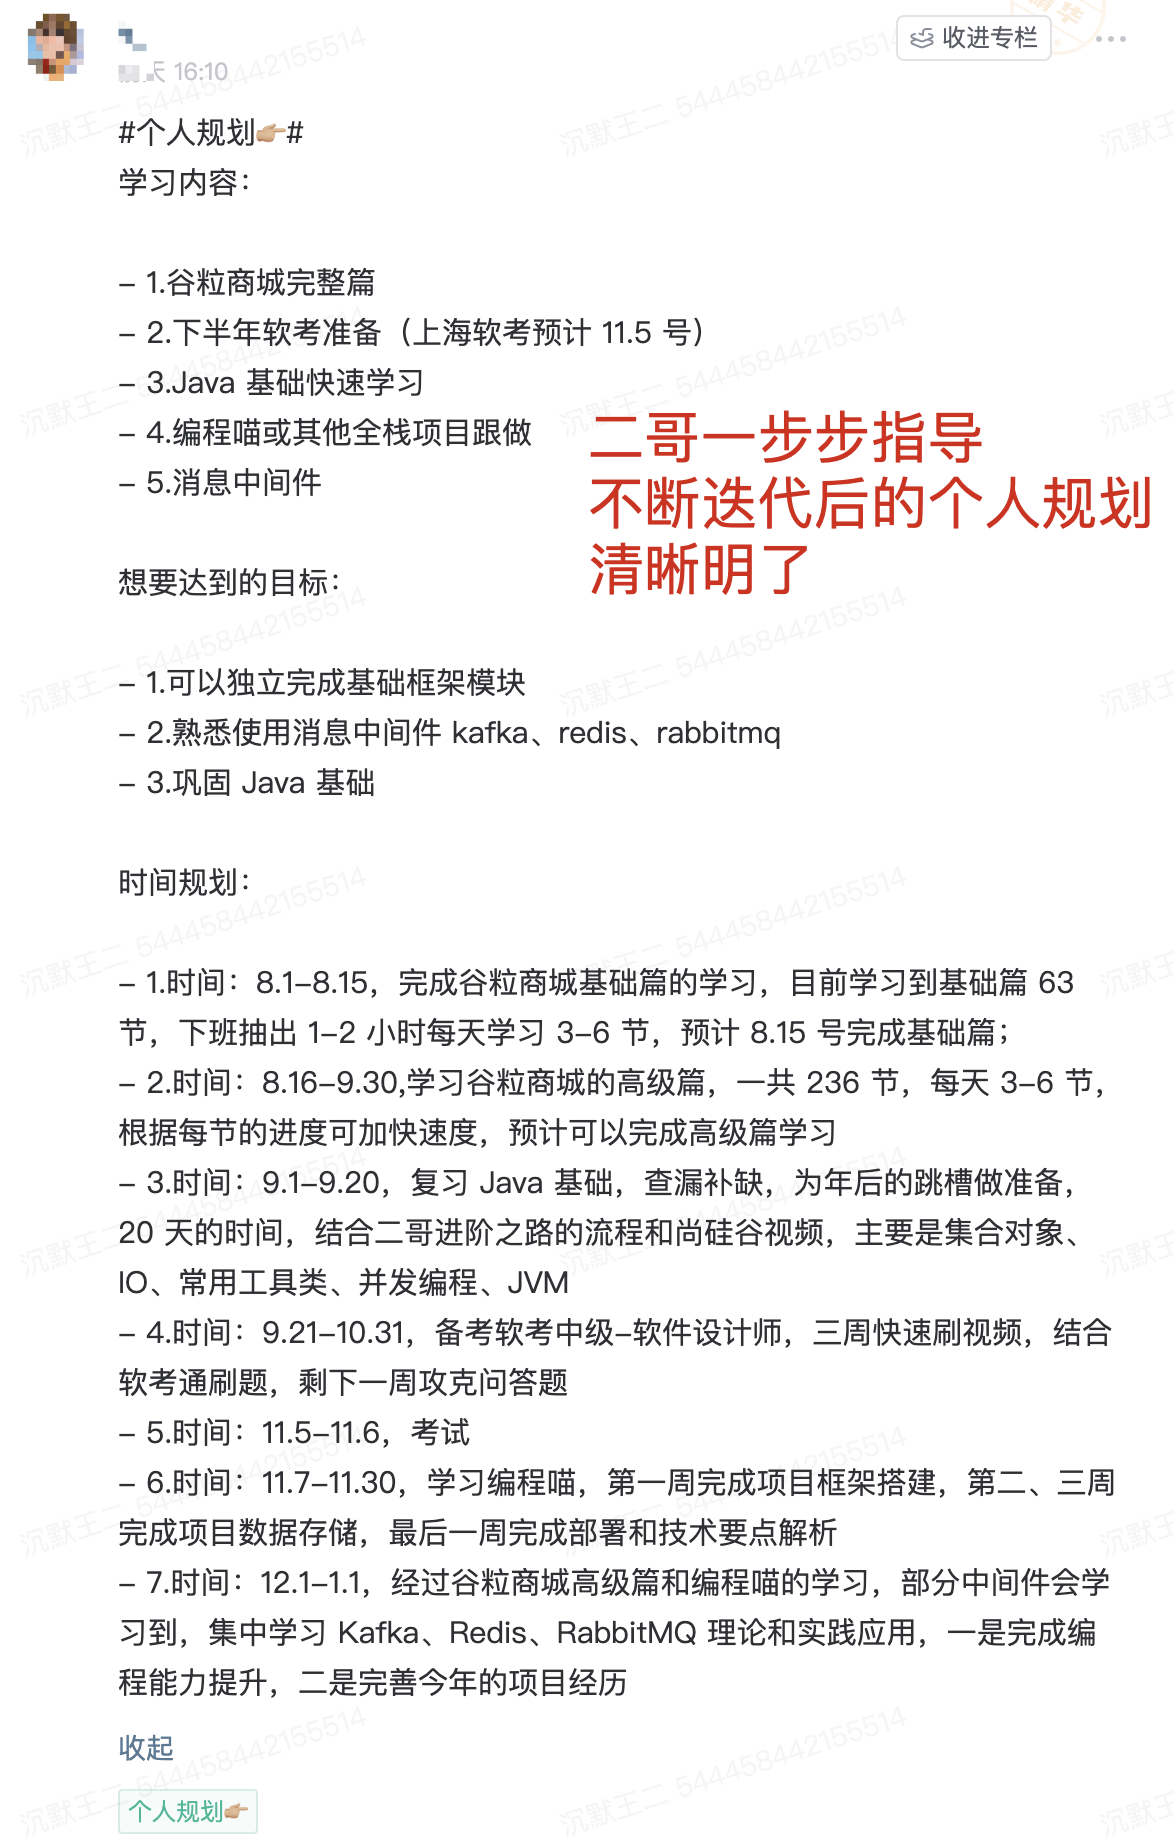 收进专栏
16:10
#个人规划👉🏼#
学习内容：
- 1.谷粒商城完整篇
- 2.下半年软考准备（上海软考预计 11.5 号）
- 3.Java 基础快速学习
- 4.编程喵或其他全栈项目跟做
- 5.消息中间件
二哥一步步指导
不断迭代后的个人规划
清晰明了
想要达到的目标：
- 1.可以独立完成基础框架模块
- 2.熟悉使用消息中间件 kafka、redis、rabbitmq
- 3.巩固 Java 基础
时间规划：
- 1.时间：8.1-8.15，完成谷粒商城基础篇的学习，目前学习到基础篇 63
节，下班抽出 1-2 小时每天学习 3-6 节，预计 8.15 号完成基础篇；
- 2.时间：8.16-9.30,学习谷粒商城的高级篇，一共 236 节，每天 3-6 节，
根据每节的进度可加快速度，预计可以完成高级篇学习
- 3.时间：9.1-9.20，复习 Java 基础，查漏补缺，为年后的跳槽做准备，
20 天的时间，结合二哥进阶之路的流程和尚硅谷视频，主要是集合对象、
IO、常用工具类、并发编程、JVM
- 4.时间：9.21-10.31，备考软考中级-软件设计师，三周快速刷视频，结合
软考通刷题，剩下一周攻克问答题
- 5.时间：11.5-11.6，考试
- 6.时间：11.7-11.30，学习编程喵，第一周完成项目框架搭建，第二、三周
完成项目数据存储，最后一周完成部署和技术要点解析
- 7.时间：12.1-1.1，经过谷粒商城高级篇和编程喵的学习，部分中间件会学
习到，集中学习 Kafka、Redis、RabbitMQ 理论和实践应用，一是完成编
程能力提升，二是完善今年的项目经历
收起
个人规划👉🏼
沉默王二 544458442155514